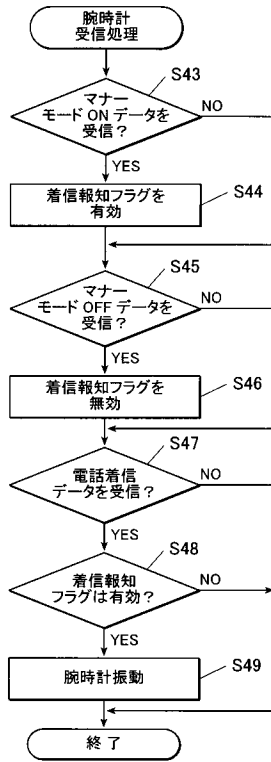 腕時計
受信処理
S43
マナー
モード ON データを
受信？
NO
YES
S44
着信報知フラグを
有効
S45
マナー
モード OFF データを
受信？
NO
YES
S46
着信報知フラグを
無効
S47
電話着信
データを受信？
NO
YES
S48
着信報知
フラグは有効？
NO
YES
S49
腕時計振動
終了